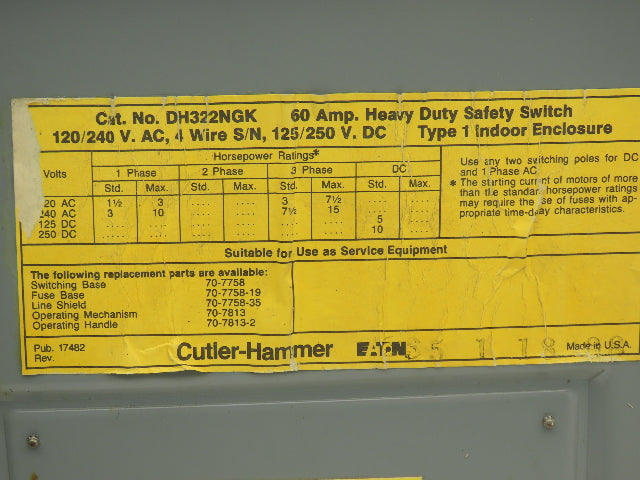 Cat. No. DH322NGK 60 Amp. Heavy Duty Safety Switch
120/240 V. AC, 4 Wire S/N, 125/250 V. DC Type 1 Indoor Enclosure
Volts
Horsepower Ratings*
1 Phase 2 Phase 3 Phase DC
Std. Max. Std. Max. Std. Max. Std. Max.
20 AC 1½ 3 .... .... 3 7½ .... ....
240 AC 3 10 .... .... 7½ 15 .... ....
125 DC .... .... .... .... .... .... 5 ....
250 DC .... .... .... .... .... .... 10 ....
Use any two switching poles for DC
and 1 Phase AC
* The starting current of motors of more
than the standard horsepower ratings
may require the use of fuses with ap-
propriate time-delay characteristics.
Suitable for Use as Service Equipment
The following replacement parts are available:
Switching Base 70-7758
Fuse Base 70-7758-19
Line Shield 70-7758-35
Operating Mechanism 70-7813
Operating Handle 70-7813-2
Pub. 17482
Rev.
Cutler-Hammer EATON
1 18
Made in U.S.A.